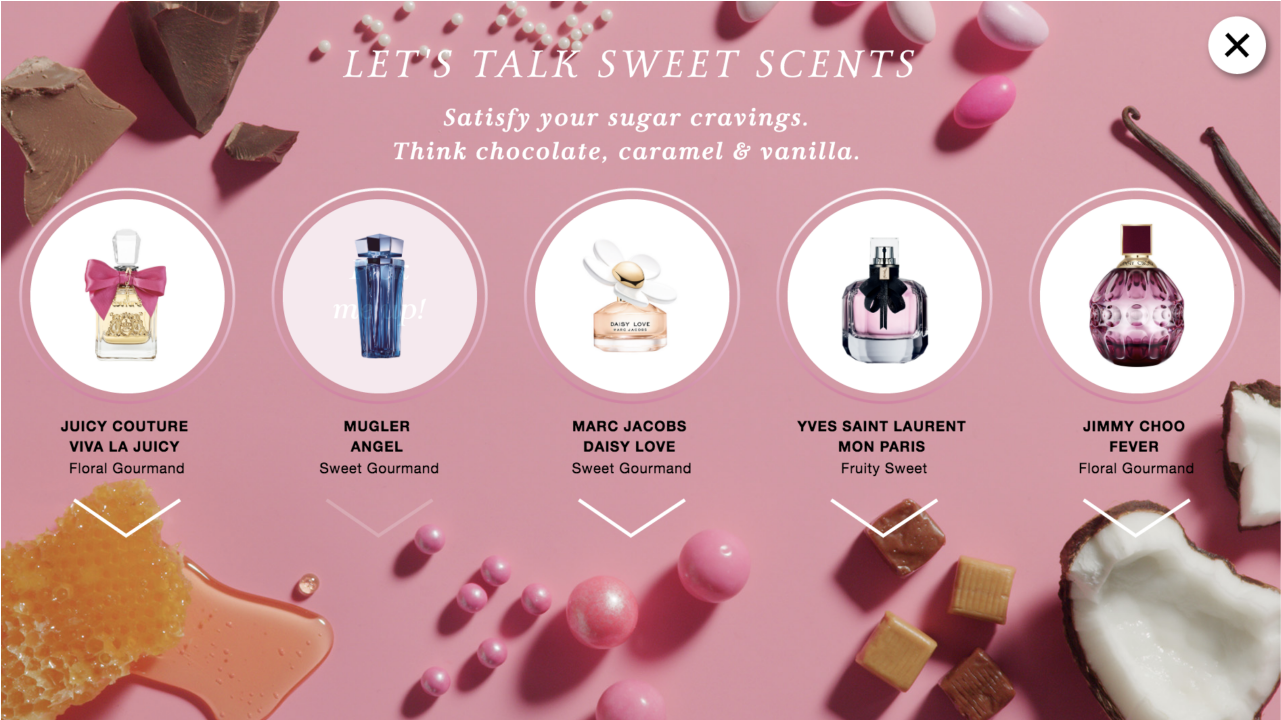 LET'S TALK SWEET SCENTS
Satisfy your sugar cravings.
Think chocolate, caramel & vanilla.
DAISY LOVE
MARC JACOBS
JUICY COUTURE
VIVA LA JUICY
Floral Gourmand
MUGLER
ANGEL
Sweet Gourmand
MARC JACOBS
DAISY LOVE
Sweet Gourmand
YVES SAINT LAURENT
MON PARIS
Fruity Sweet
JIMMY CHOO
FEVER
Floral Gourmand